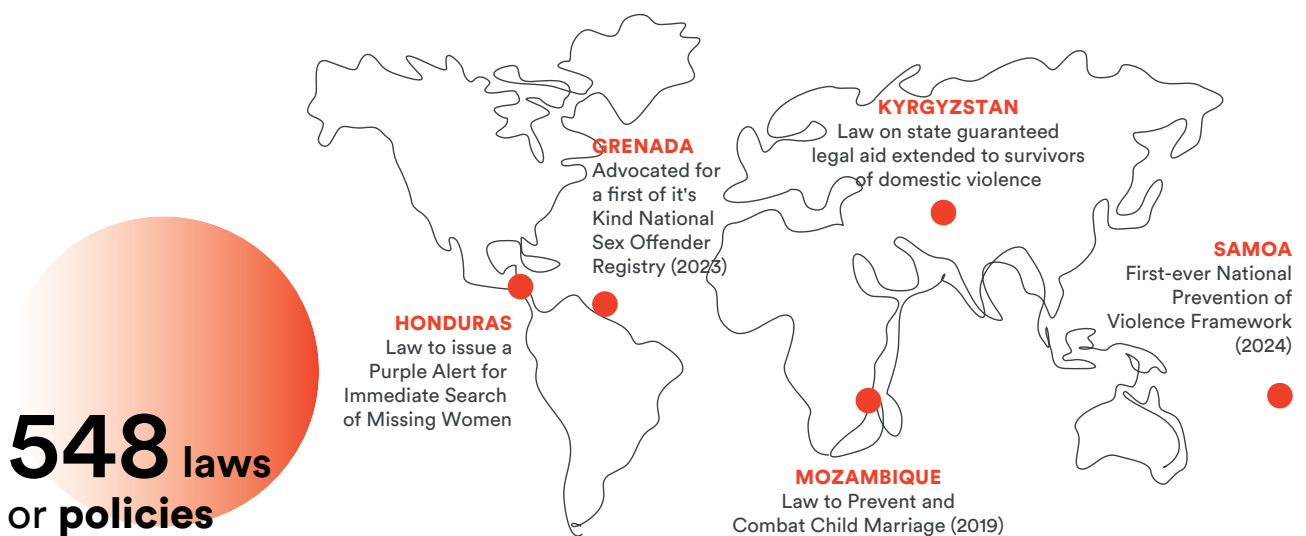 KYRGYZSTAN
Law on state guaranteed
legal aid extended to survivors
of domestic violence
GRENADA
Advocated for
a first of it's
Kind National
Sex Offender
Registry (2023)
SAMOA
First-ever National
Prevention of
Violence Framework
(2024)
HONDURAS
Law to issue a
Purple Alert for
Immediate Search
of Missing Women
548 laws
or policies
MOZAMBIQUE
Law to Prevent and
Combat Child Marriage (2019)